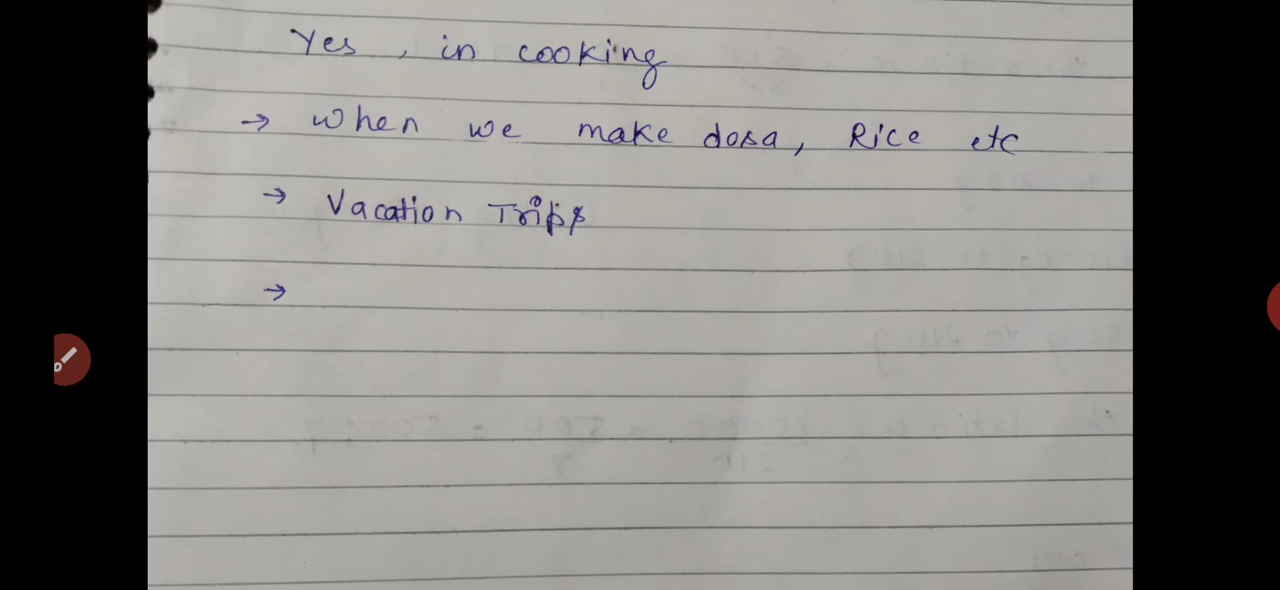 Yes, in cooking
→ When we make dosa, Rice etc
→ Vacation Trips
→